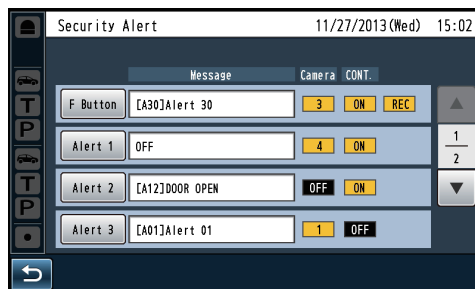 Security Alert 11/27/2013(Wed) 15:02
Message Camera CONT.
F Button [A30]Alert 30 3 ON REC
Alert 1 OFF 4 ON
Alert 2 [A12]DOOR OPEN OFF ON
Alert 3 [A01]Alert 01 1 OFF
1
2
T
P
T
P